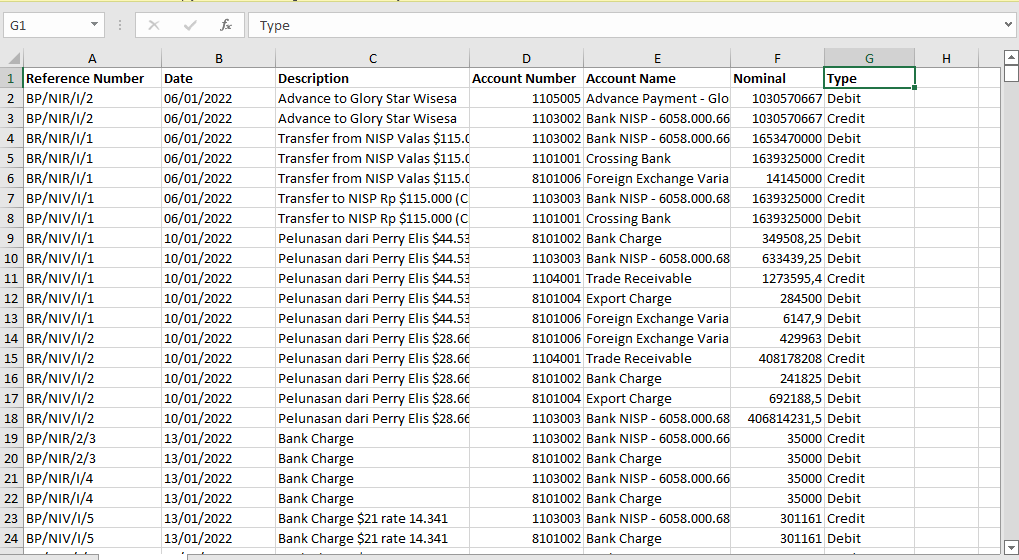 G1 fx Type
A B C D E F G H
1 Reference Number Date Description Account Number Account Name Nominal Type
2 BP/NIR/I/2 06/01/2022 Advance to Glory Star Wisesa 1105005 Advance Payment - Glo 1030570667 Debit
3 BP/NIR/I/2 06/01/2022 Advance to Glory Star Wisesa 1103002 Bank NISP - 6058.000.66 1030570667 Credit
4 BR/NIR/I/1 06/01/2022 Transfer from NISP Valas $115.0 1103002 Bank NISP - 6058.000.66 1653470000 Debit
5 BR/NIR/I/1 06/01/2022 Transfer from NISP Valas $115.0 1101001 Crossing Bank 1639325000 Credit
6 BR/NIR/I/1 06/01/2022 Transfer from NISP Valas $115.0 8101006 Foreign Exchange Varia 14145000 Credit
7 BP/NIV/I/1 06/01/2022 Transfer to NISP Rp $115.000 (C 1103003 Bank NISP - 6058.000.68 1639325000 Credit
8 BP/NIV/I/1 06/01/2022 Transfer to NISP Rp $115.000 (C 1101001 Crossing Bank 1639325000 Debit
9 BR/NIV/I/1 10/01/2022 Pelunasan dari Perry Elis $44.53 8101002 Bank Charge 349508,25 Debit
10 BR/NIV/I/1 10/01/2022 Pelunasan dari Perry Elis $44.53 1103003 Bank NISP - 6058.000.68 633439,25 Debit
11 BR/NIV/I/1 10/01/2022 Pelunasan dari Perry Elis $44.53 1104001 Trade Receivable 1273595,4 Credit
12 BR/NIV/I/1 10/01/2022 Pelunasan dari Perry Elis $44.53 8101004 Export Charge 284500 Debit
13 BR/NIV/I/1 10/01/2022 Pelunasan dari Perry Elis $44.53 8101006 Foreign Exchange Varia 6147,9 Debit
14 BR/NIV/I/2 10/01/2022 Pelunasan dari Perry Elis $28.66 8101006 Foreign Exchange Varia 429963 Debit
15 BR/NIV/I/2 10/01/2022 Pelunasan dari Perry Elis $28.66 1104001 Trade Receivable 408178208 Credit
16 BR/NIV/I/2 10/01/2022 Pelunasan dari Perry Elis $28.66 8101002 Bank Charge 241825 Debit
17 BR/NIV/I/2 10/01/2022 Pelunasan dari Perry Elis $28.66 8101004 Export Charge 692188,5 Debit
18 BR/NIV/I/2 10/01/2022 Pelunasan dari Perry Elis $28.66 1103003 Bank NISP - 6058.000.68 406814231,5 Debit
19 BP/NIR/2/3 13/01/2022 Bank Charge 1103002 Bank NISP - 6058.000.66 35000 Credit
20 BP/NIR/2/3 13/01/2022 Bank Charge 8101002 Bank Charge 35000 Debit
21 BP/NIR/I/4 13/01/2022 Bank Charge 1103002 Bank NISP - 6058.000.66 35000 Credit
22 BP/NIR/I/4 13/01/2022 Bank Charge 8101002 Bank Charge 35000 Debit
23 BP/NIV/I/5 13/01/2022 Bank Charge $21 rate 14.341 1103003 Bank NISP - 6058.000.68 301161 Credit
24 BP/NIV/I/5 13/01/2022 Bank Charge $21 rate 14.341 8101002 Bank Charge 301161 Debit